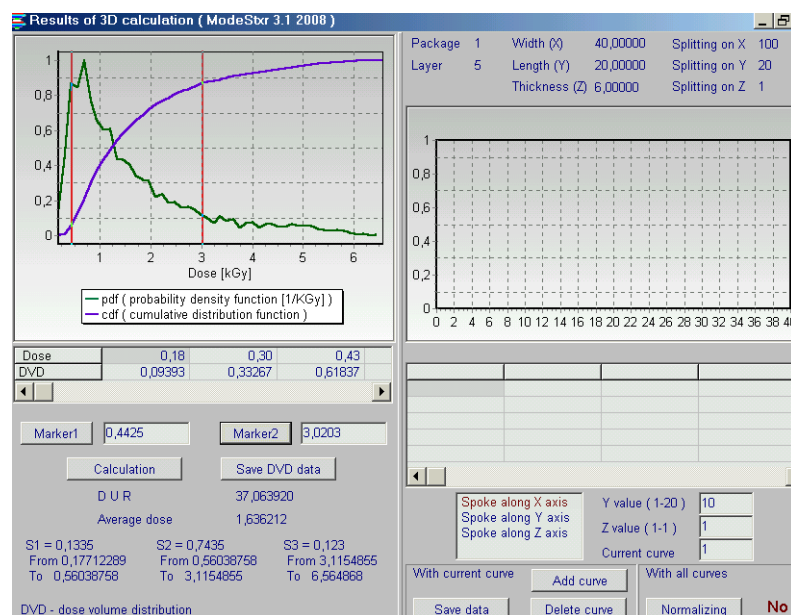 Results of 3D calculation ( ModeStxr 3.1 2008 )
1
0,8
0,6
0,4
0,2
0
1 2 3 4 5 6
Dose [kGy]
pdf ( probability density function [1/KGy] )
cdf ( cumulative distribution function )
Dose 0,18 0,30 0,43
DVD 0,09393 0,33267 0,61837
Marker1 0,4425 Marker2 3,0203
Calculation Save DVD data
D U R 37,063920
Average dose 1,636212
S1 = 0,1335 S2 = 0,7435 S3 = 0,123
From 0,17712289 From 0,56038758 From 3,1154855
To 0,56038758 To 3,1154855 To 6,564868
DVD - dose volume distribution
Package 1 Width (X) 40,00000 Splitting on X 100
Layer 5 Length (Y) 20,00000 Splitting on Y 20
Thickness (Z) 6,00000 Splitting on Z 1
1
0,8
0,6
0,4
0,2
0
0 2 4 6 8 10 12 14 16 18 20 22 24 26 28 30 32 34 36 38
Spoke along X axis
Spoke along Y axis
Spoke along Z axis
Y value ( 1-20 ) 10
Z value ( 1-1 ) 1
Current curve 1
With current curve Add curve With all curves
Save data Delete curve Normalizing No